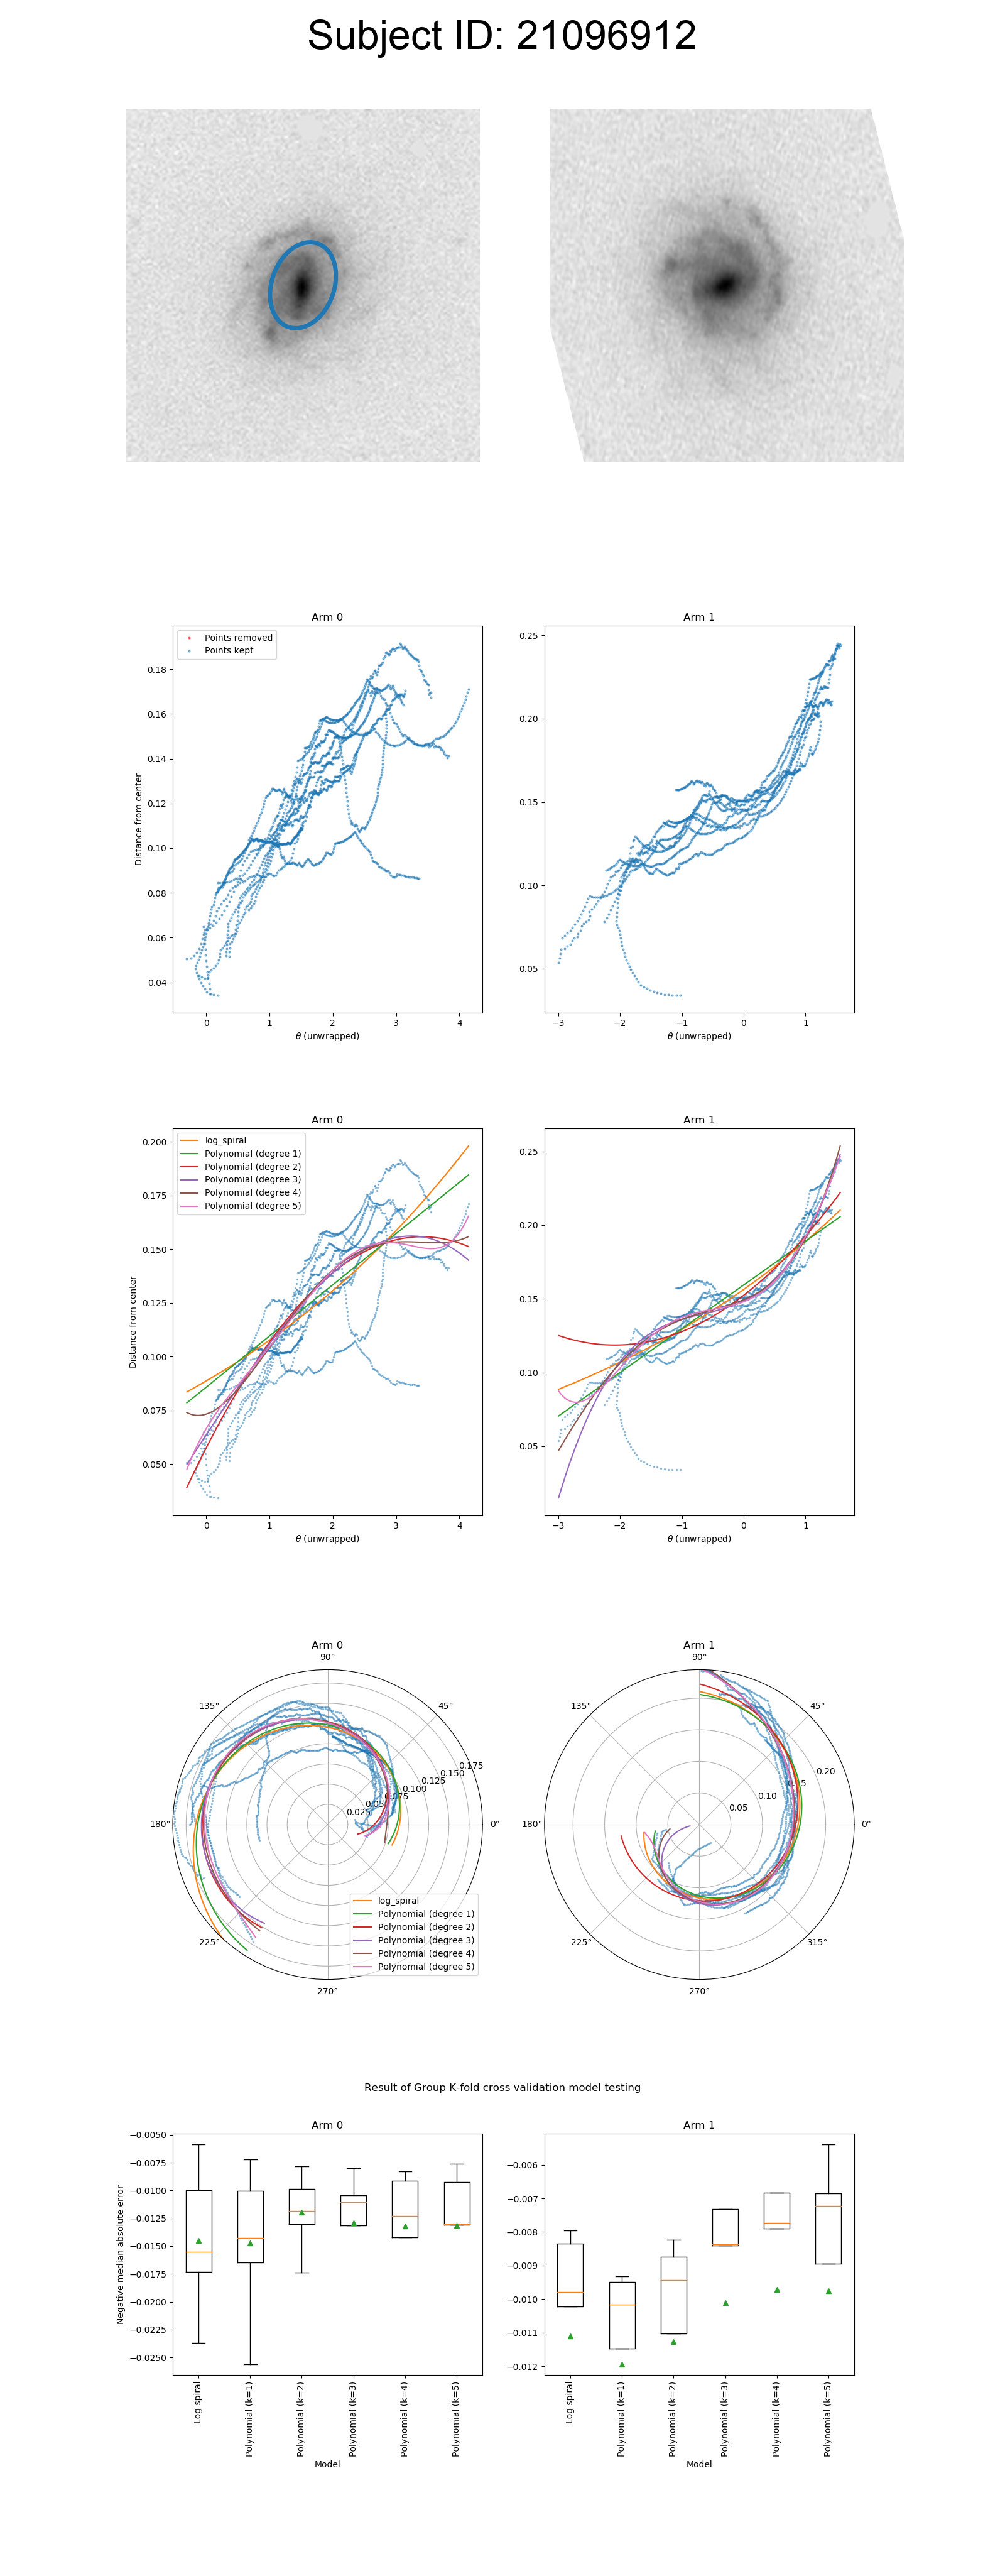 Subject ID: 21096912
Arm 0
Arm 1
Points removed
Points kept
Distance from center
0.18
0.16
0.14
0.12
0.10
0.08
0.06
0.04
0 1 2 3 4
θ (unwrapped)
0.25
0.20
0.15
0.10
0.05
−3 −2 −1 0 1
θ (unwrapped)
Arm 0
Arm 1
log_spiral
Polynomial (degree 1)
Polynomial (degree 2)
Polynomial (degree 3)
Polynomial (degree 4)
Polynomial (degree 5)
Distance from center
0.200
0.175
0.150
0.125
0.100
0.075
0.050
0 1 2 3 4
θ (unwrapped)
0.25
0.20
0.15
0.10
0.05
−3 −2 −1 0 1
θ (unwrapped)
Arm 0
90°
135°
45°
180°
0°
225°
270°
0.175
0.150
0.125
0.100
0.075
0.050
0.025
log_spiral
Polynomial (degree 1)
Polynomial (degree 2)
Polynomial (degree 3)
Polynomial (degree 4)
Polynomial (degree 5)
Arm 1
90°
135°
45°
180°
0°
225°
315°
270°
0.20
0.15
0.10
0.05
Result of Group K-fold cross validation model testing
Arm 0
Arm 1
Negative median absolute error
−0.0050
−0.0075
−0.0100
−0.0125
−0.0150
−0.0175
−0.0200
−0.0225
−0.0250
Log spiral
Polynomial (k=1)
Polynomial (k=2)
Polynomial (k=3)
Polynomial (k=4)
Polynomial (k=5)
Model
−0.006
−0.007
−0.008
−0.009
−0.010
−0.011
−0.012
Log spiral
Polynomial (k=1)
Polynomial (k=2)
Polynomial (k=3)
Polynomial (k=4)
Polynomial (k=5)
Model